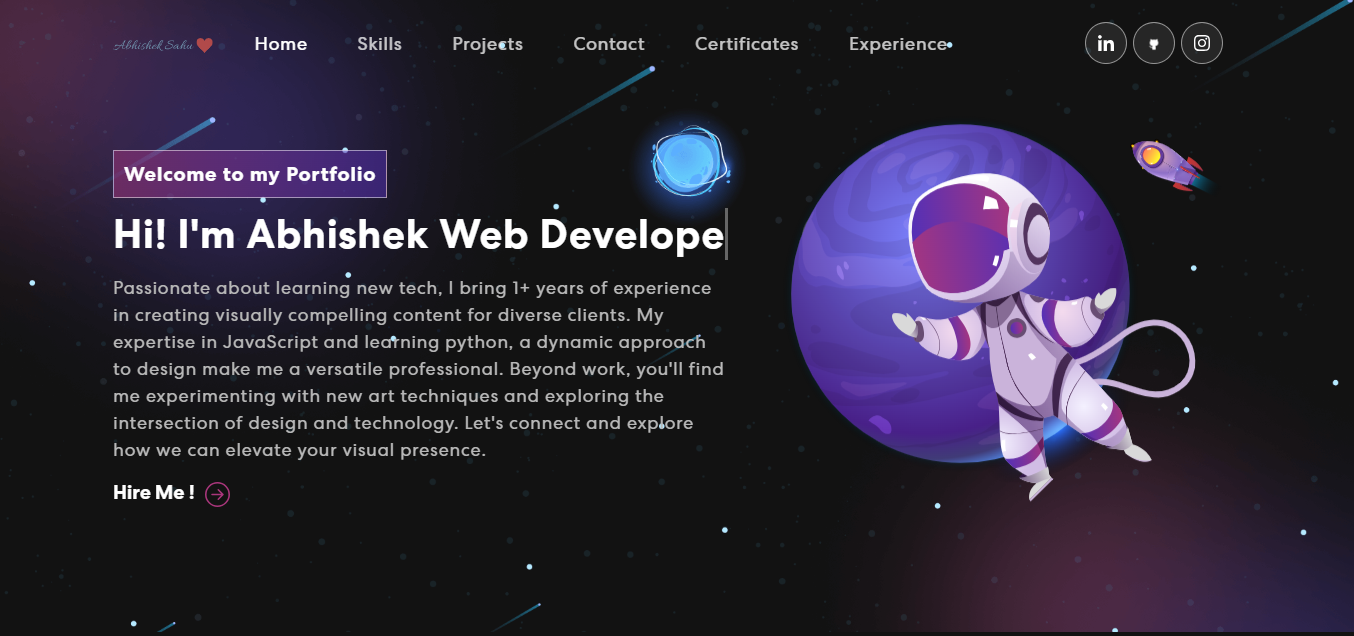 Abhishek Sahu
Home
Skills
Projects
Contact
Certificates
Experience
in
Welcome to my Portfolio
Hi! I'm Abhishek Web Develope
Passionate about learning new tech, I bring 1+ years of experience
in creating visually compelling content for diverse clients. My
expertise in JavaScript and learning python, a dynamic approach
to design make me a versatile professional. Beyond work, you'll find
me experimenting with new art techniques and exploring the
intersection of design and technology. Let's connect and explore
how we can elevate your visual presence.
Hire Me !